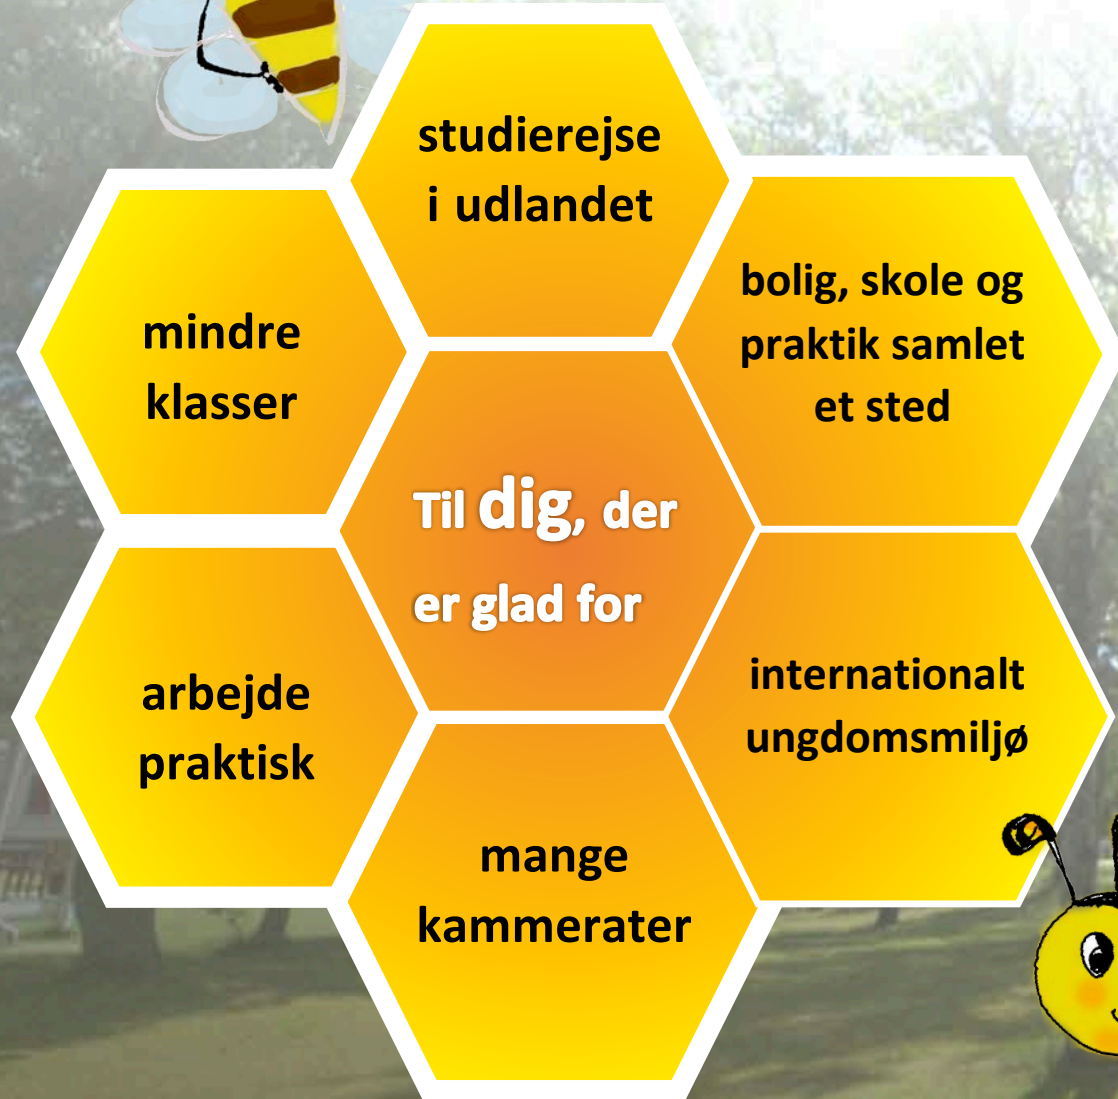 studierejse
i udlandet
bolig, skole og
praktik samlet
et sted
mindre
klasser
Til dig, der
er glad for
internationalt
ungdomsmiljø
arbejde
praktisk
mange
kammerater